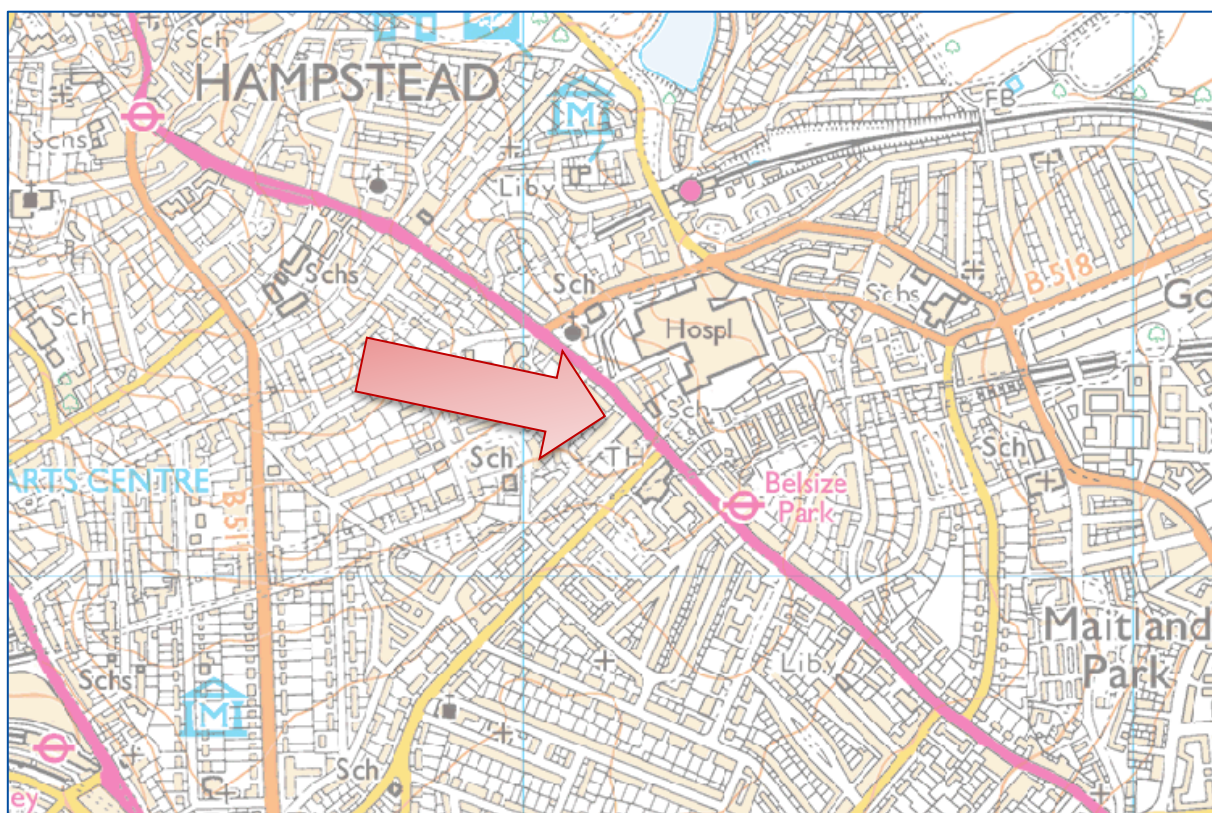 Sch
HAMPSTEAD
M
FB
Schs
Liby
P
Schs
Sch
B 518
Schs
Go
Sch
Hospl
Sch
Sch
TH
Sch
ARTS CENTRE
Belsize
Park
B 511
Maitland
Park
Liby
Schs
M
Sch
ey